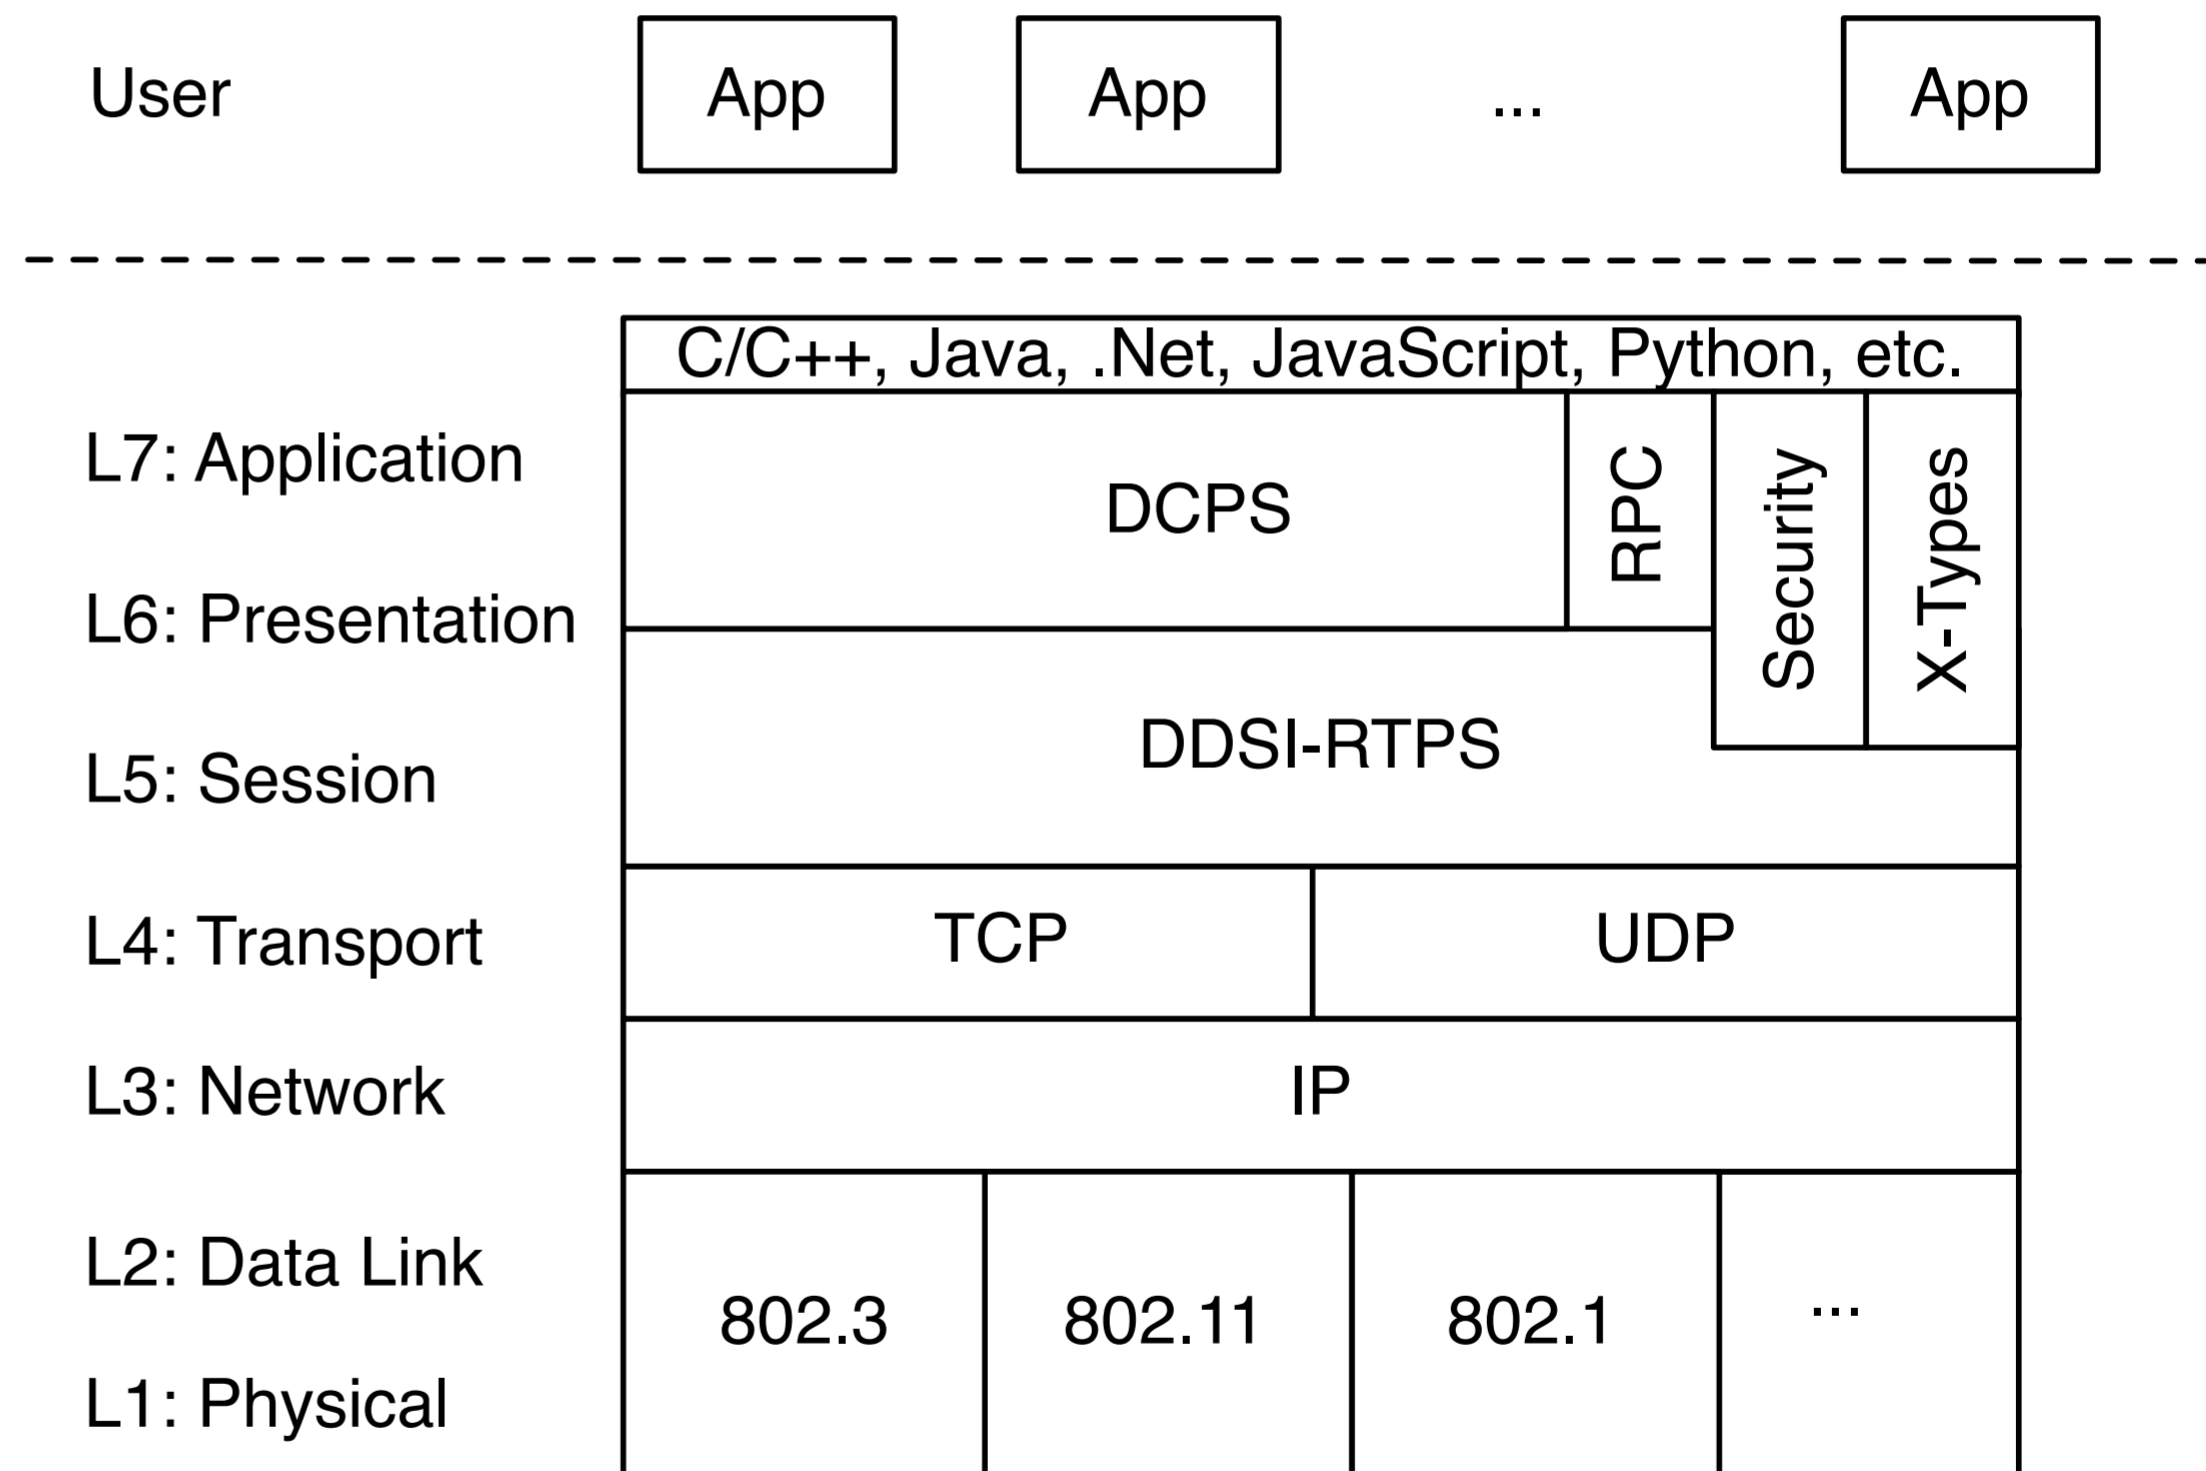 User
App
App
...
App
C/C++, Java, .Net, JavaScript, Python, etc.
L7: Application
DCPS
RPC
Security
X-Types
L6: Presentation
DDSI-RTPS
L5: Session
L4: Transport
TCP
UDP
L3: Network
IP
L2: Data Link
802.3
802.11
802.1
...
L1: Physical